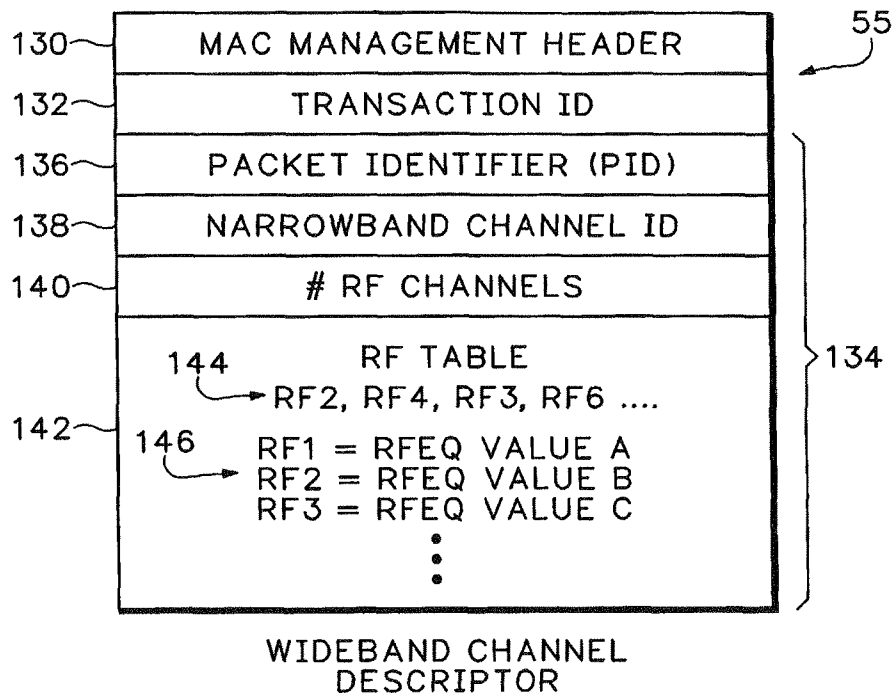 55
130 MAC MANAGEMENT HEADER
132 TRANSACTION ID
136 PACKET IDENTIFIER (PID)
138 NARROWBAND CHANNEL ID
140 # RF CHANNELS
134
142
RF TABLE
144
RF2, RF4, RF3, RF6 ....
146
RF1 = RFEQ VALUE A
RF2 = RFEQ VALUE B
RF3 = RFEQ VALUE C
WIDEBAND CHANNEL
DESCRIPTOR